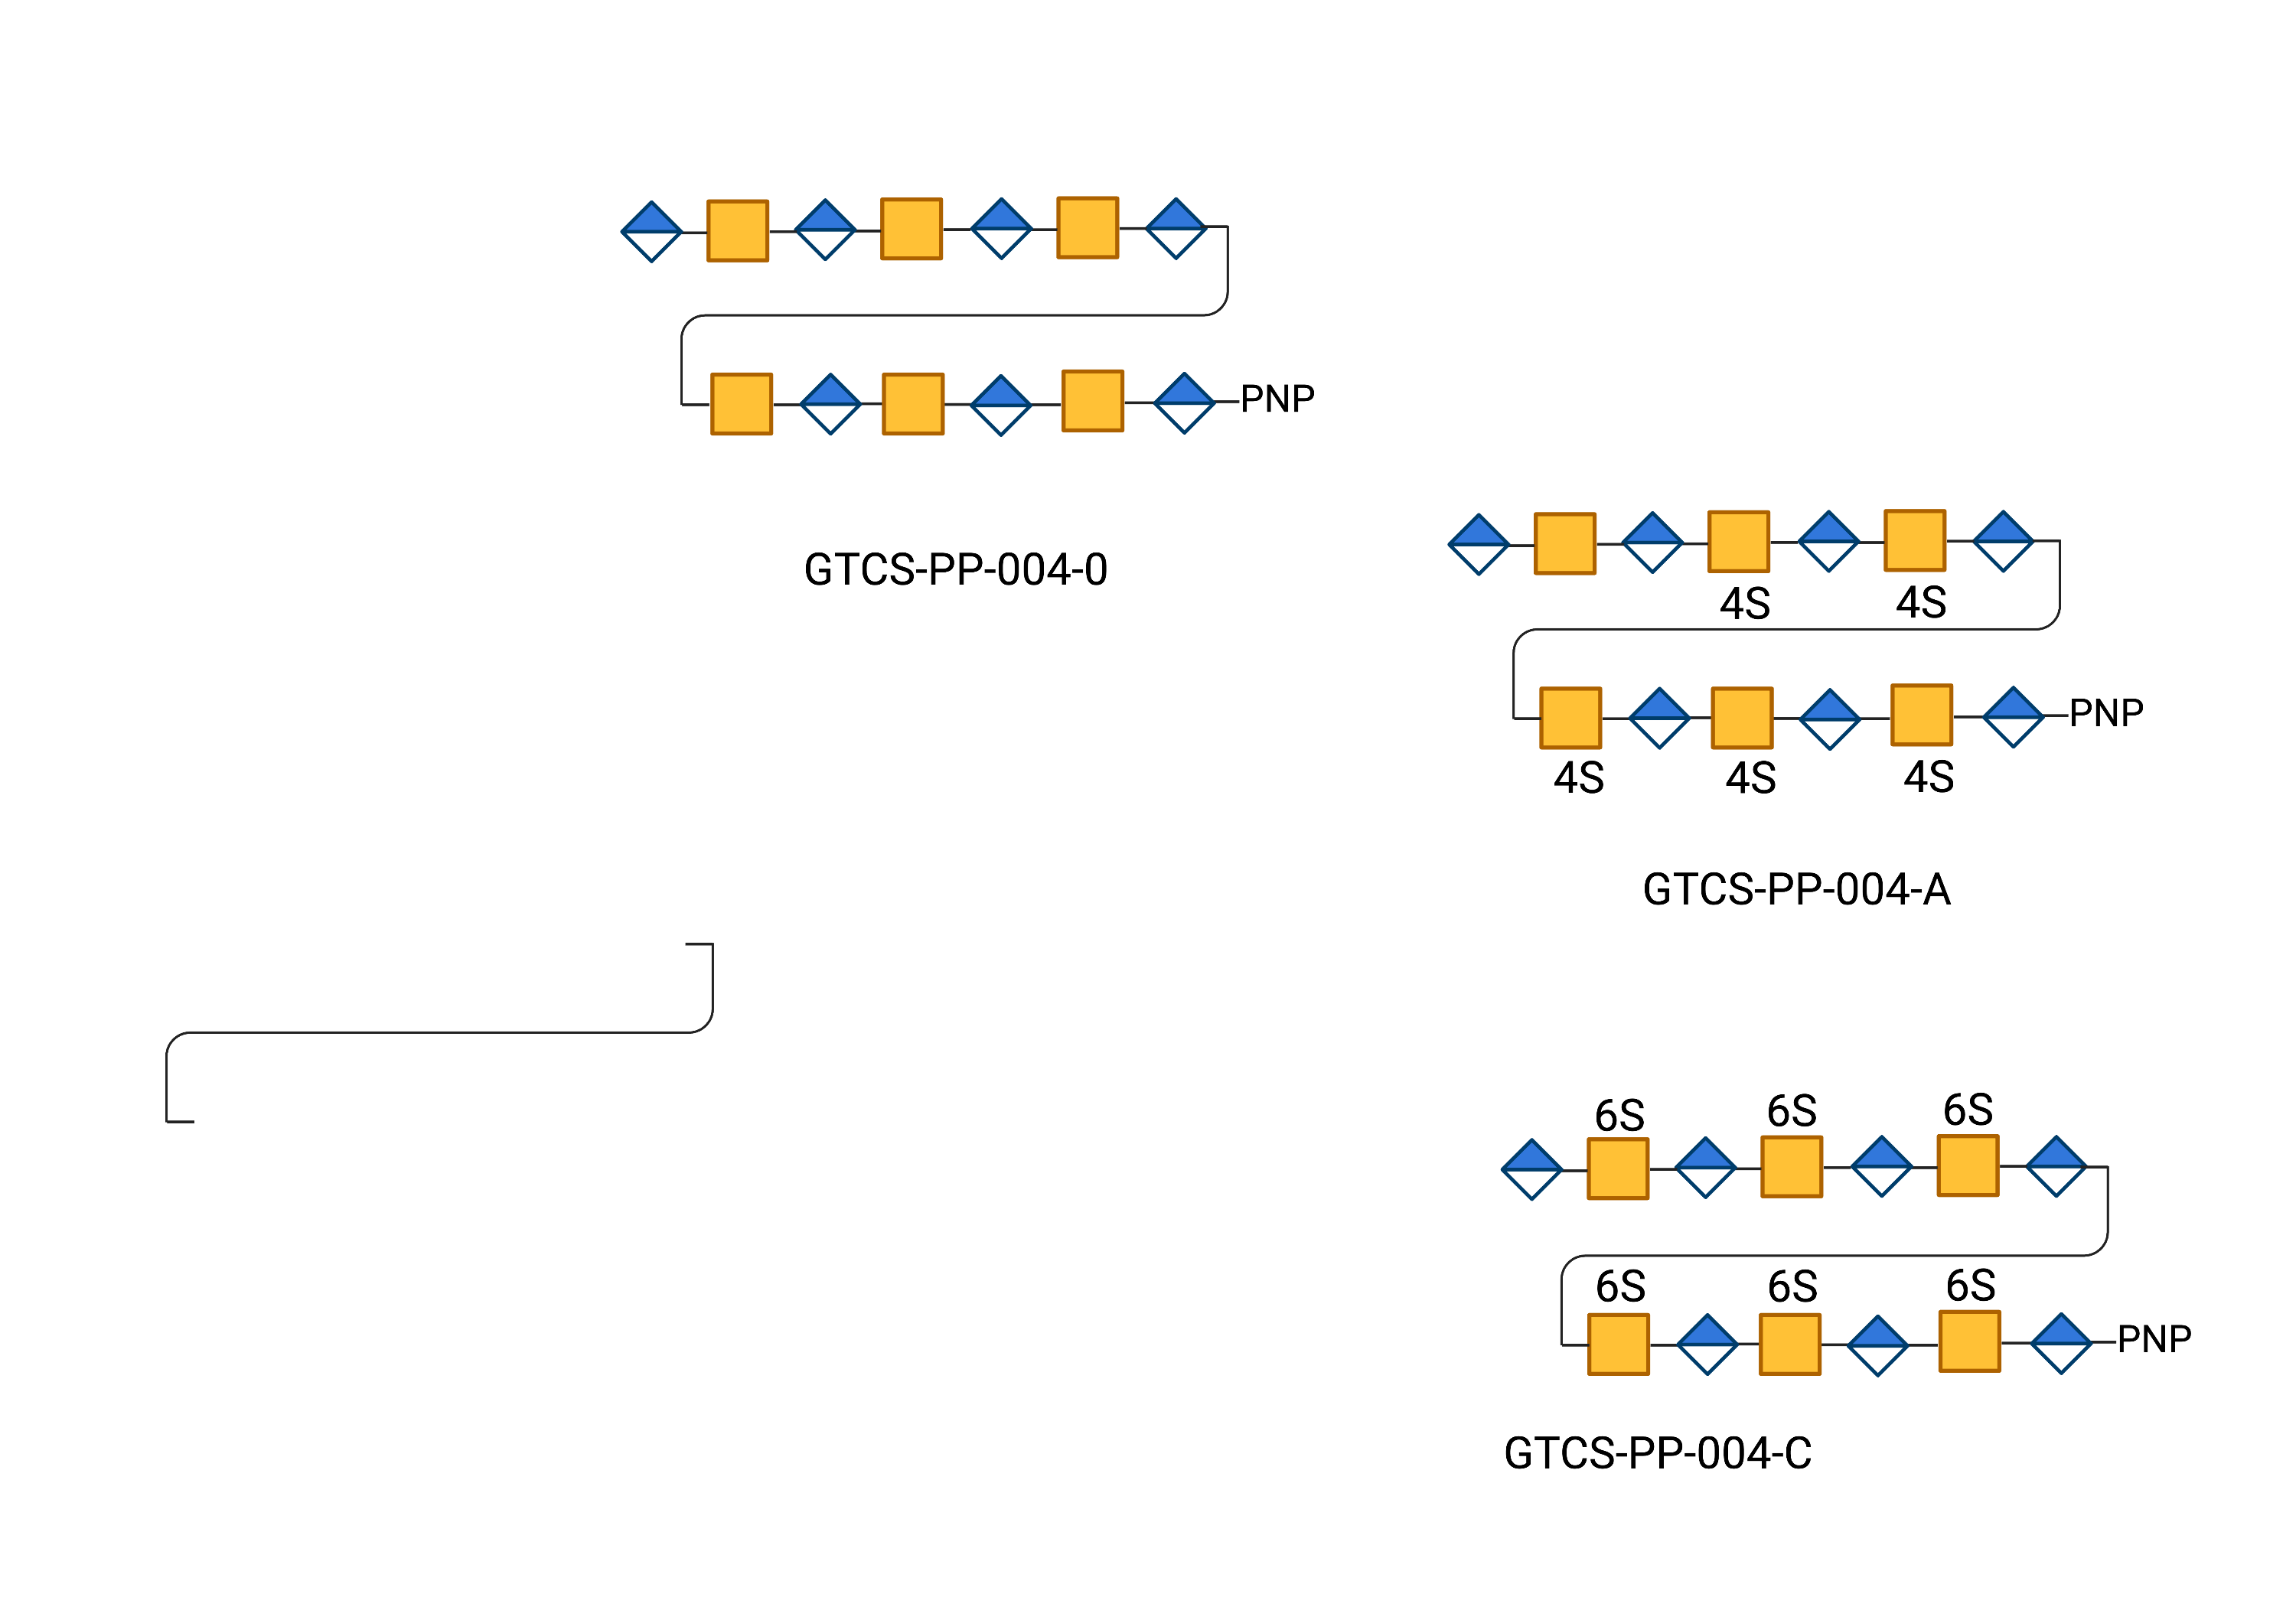 PNP
GTCS-PP-004-0
4S 4S
PNP
4S 4S 4S
GTCS-PP-004-A
6S 6S 6S
6S 6S 6S
PNP
GTCS-PP-004-C